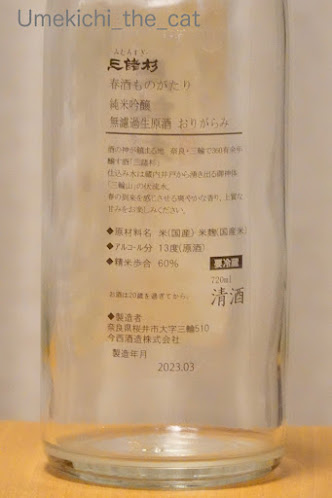 Umekichi_the_cat
みむろすぎ
三諸杉
春酒ものがたり
純米吟醸
無濾過生原酒 おりがらみ
酒の神が鎮まる地 奈良・三輪で360有余年
醸す酒「三諸杉」
仕込み水は蔵内井戸から湧き出る御神体
「三輪山」の伏流水。
春の到来を感じさせる爽やかな香り、上質な
甘みをお楽しみください。
◆原材料名 米(国産) 米麹(国産米)
◆アルコール分 13度(原酒)
◆精米歩合 60%
要冷蔵
720ml
清酒
お酒は20歳を過ぎてから。
◆製造者
奈良県桜井市大字三輪510
今西酒造株式会社
製造年月
2023.03